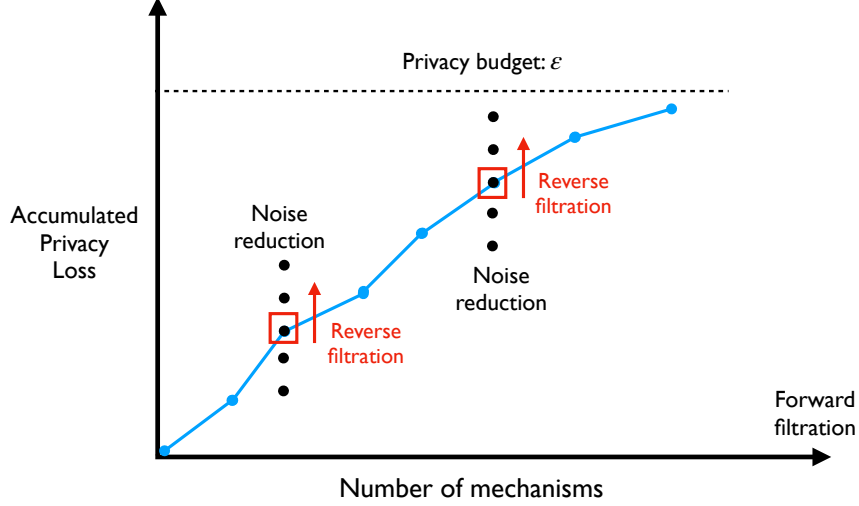 Privacy budget: ε
Accumulated
Privacy
Loss
Noise
reduction
Reverse
filtration
Reverse
filtration
Noise
reduction
Forward
filtration
Number of mechanisms